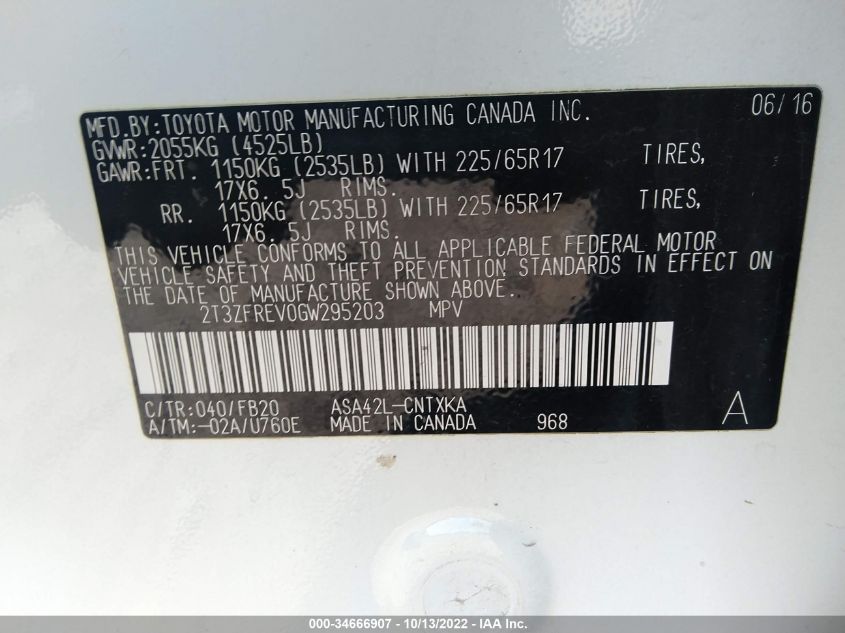 MFD.BY:TOYOTA MOTOR MANUFACTURING CANADA INC. 06/16
GVWR:2055KG (4525LB)
GAWR:FRT. 1150KG (2535LB) WITH 225/65R17 TIRES,
17X6. 5J RIMS.
RR. 1150KG (2535LB) WITH 225/65R17 TIRES,
17X6. 5J RIMS.
THIS VEHICLE CONFORMS TO ALL APPLICABLE FEDERAL MOTOR
VEHICLE SAFETY AND THEFT PREVENTION STANDARDS IN EFFECT ON
THE DATE OF MANUFACTURE SHOWN ABOVE.
2T3ZFREV0GW295203 MPV
C/TR:040/FB20 ASA42L-CNTXKA
A/TM:-02A/U760E MADE IN CANADA 968 A
000-34666907 - 10/13/2022 - IAA Inc.